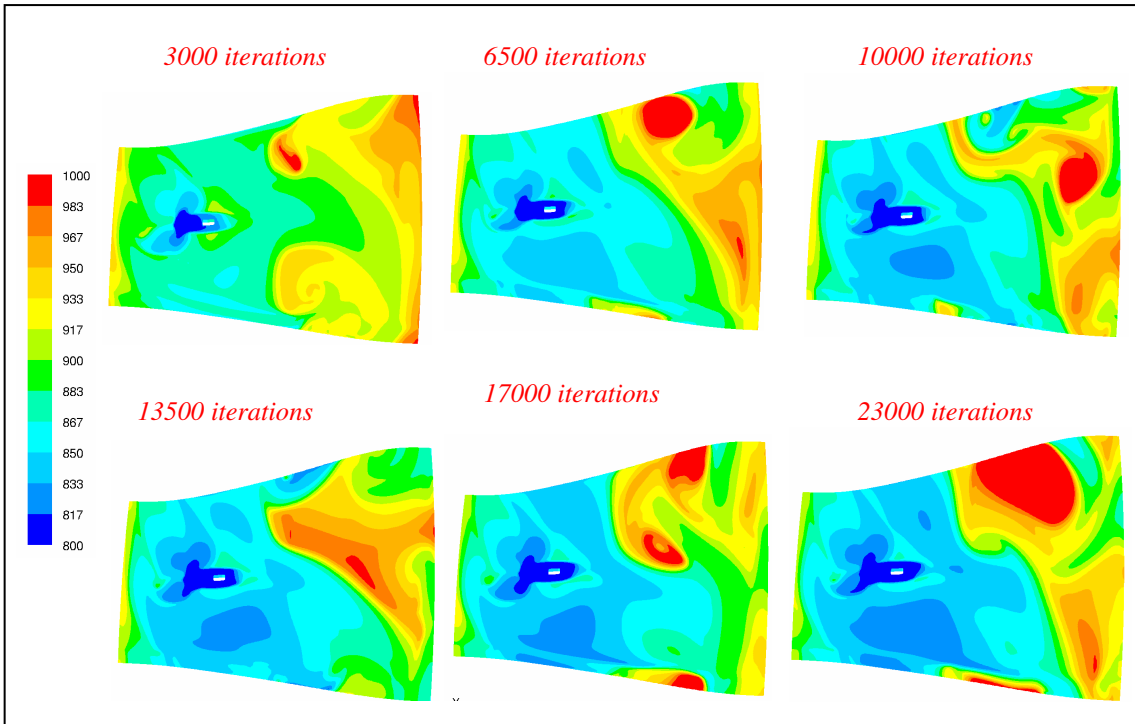 3000 iterations
6500 iterations
10000 iterations
1000
983
967
950
933
917
900
883
867
850
833
817
800
13500 iterations
17000 iterations
23000 iterations